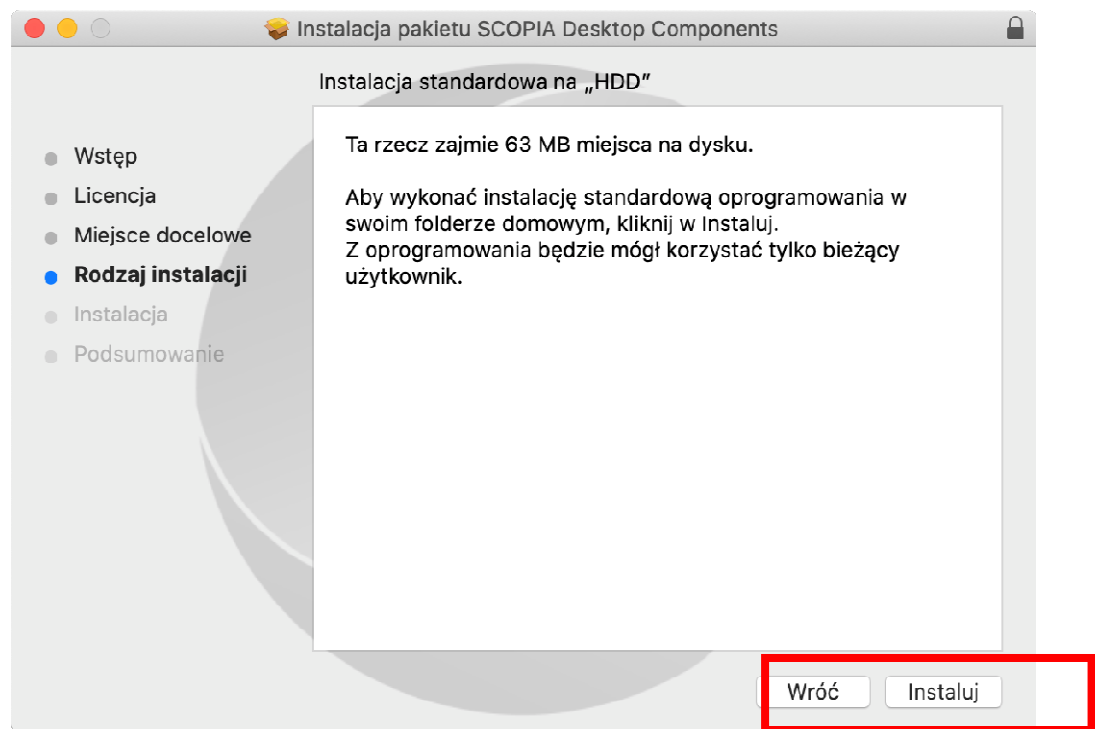 Instalacja pakietu SCOPIA Desktop Components
Instalacja standardowa na „HDD”
Wstęp
Licencja
Miejsce docelowe
Rodzaj instalacji
Instalacja
Podsumowanie
Ta rzecz zajmie 63 MB miejsca na dysku.
Aby wykonać instalację standardową oprogramowania w
swoim folderze domowym, kliknij w Instaluj.
Z oprogramowania będzie mógł korzystać tylko bieżący
użytkownik.
Wróć
Instaluj